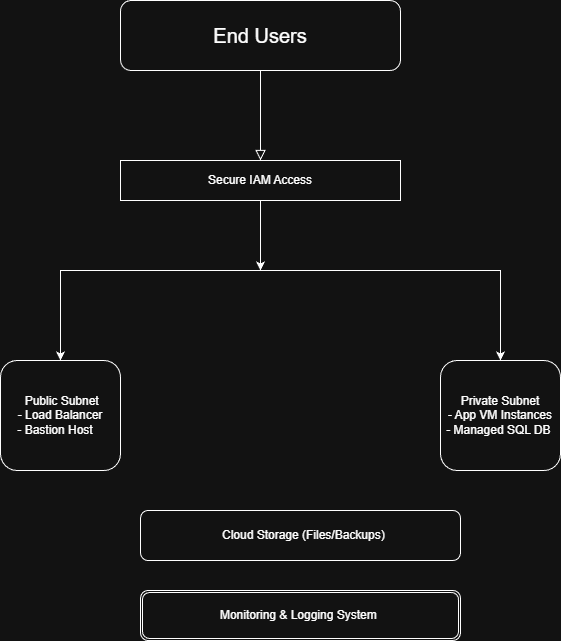 End Users
Secure IAM Access
Public Subnet
- Load Balancer
- Bastion Host
Private Subnet
- App VM Instances
- Managed SQL DB
Cloud Storage (Files/Backups)
Monitoring & Logging System